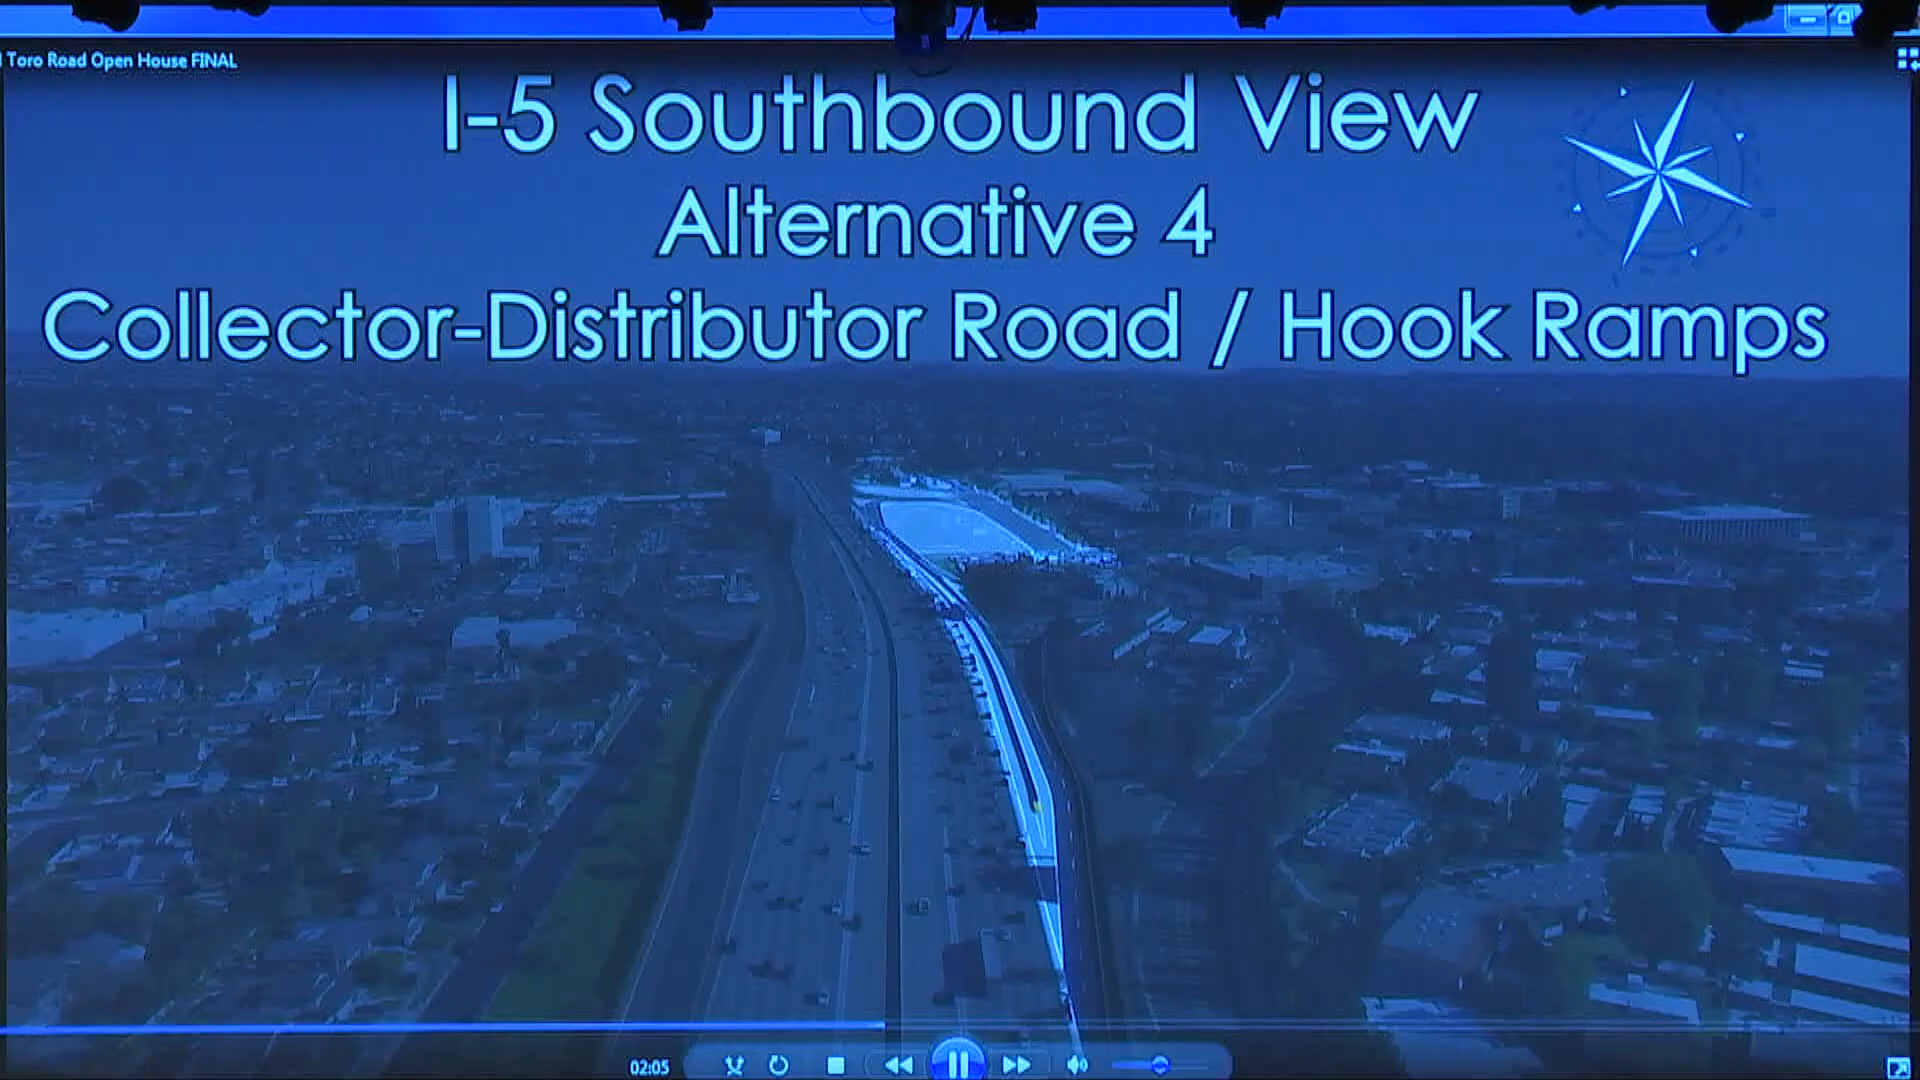 Toro Road Open House FINAL
I-5 Southbound View
Alternative 4
Collector-Distributor Road / Hook Ramps
02:05